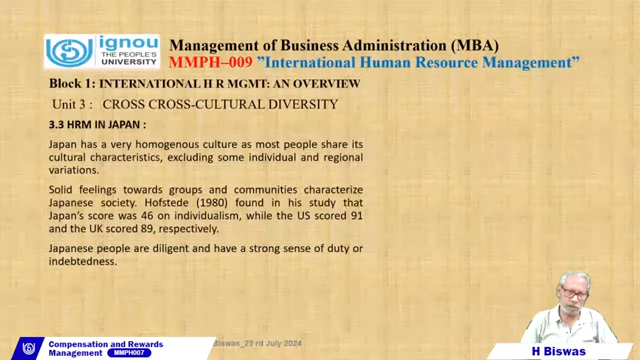 ignou
THE PEOPLE'S
UNIVERSITY
Management of Business Administration (MBA)
MMPH–009 ”International Human Resource Management”
Block 1: INTERNATIONAL H R MGMT: AN OVERVIEW
Unit 3 : CROSS CROSS-CULTURAL DIVERSITY
3.3 HRM IN JAPAN :
Japan has a very homogenous culture as most people share its
cultural characteristics, excluding some individual and regional
variations.
Solid feelings towards groups and communities characterize
Japanese society. Hofstede (1980) found in his study that
Japan's score was 46 on individualism, while the US scored 91
and the UK scored 89, respectively.
Japanese people are diligent and have a strong sense of duty or
indebtedness.
Compensation and Rewards
Management MMPH007
Biswas_23 rd July 2024
H Biswas